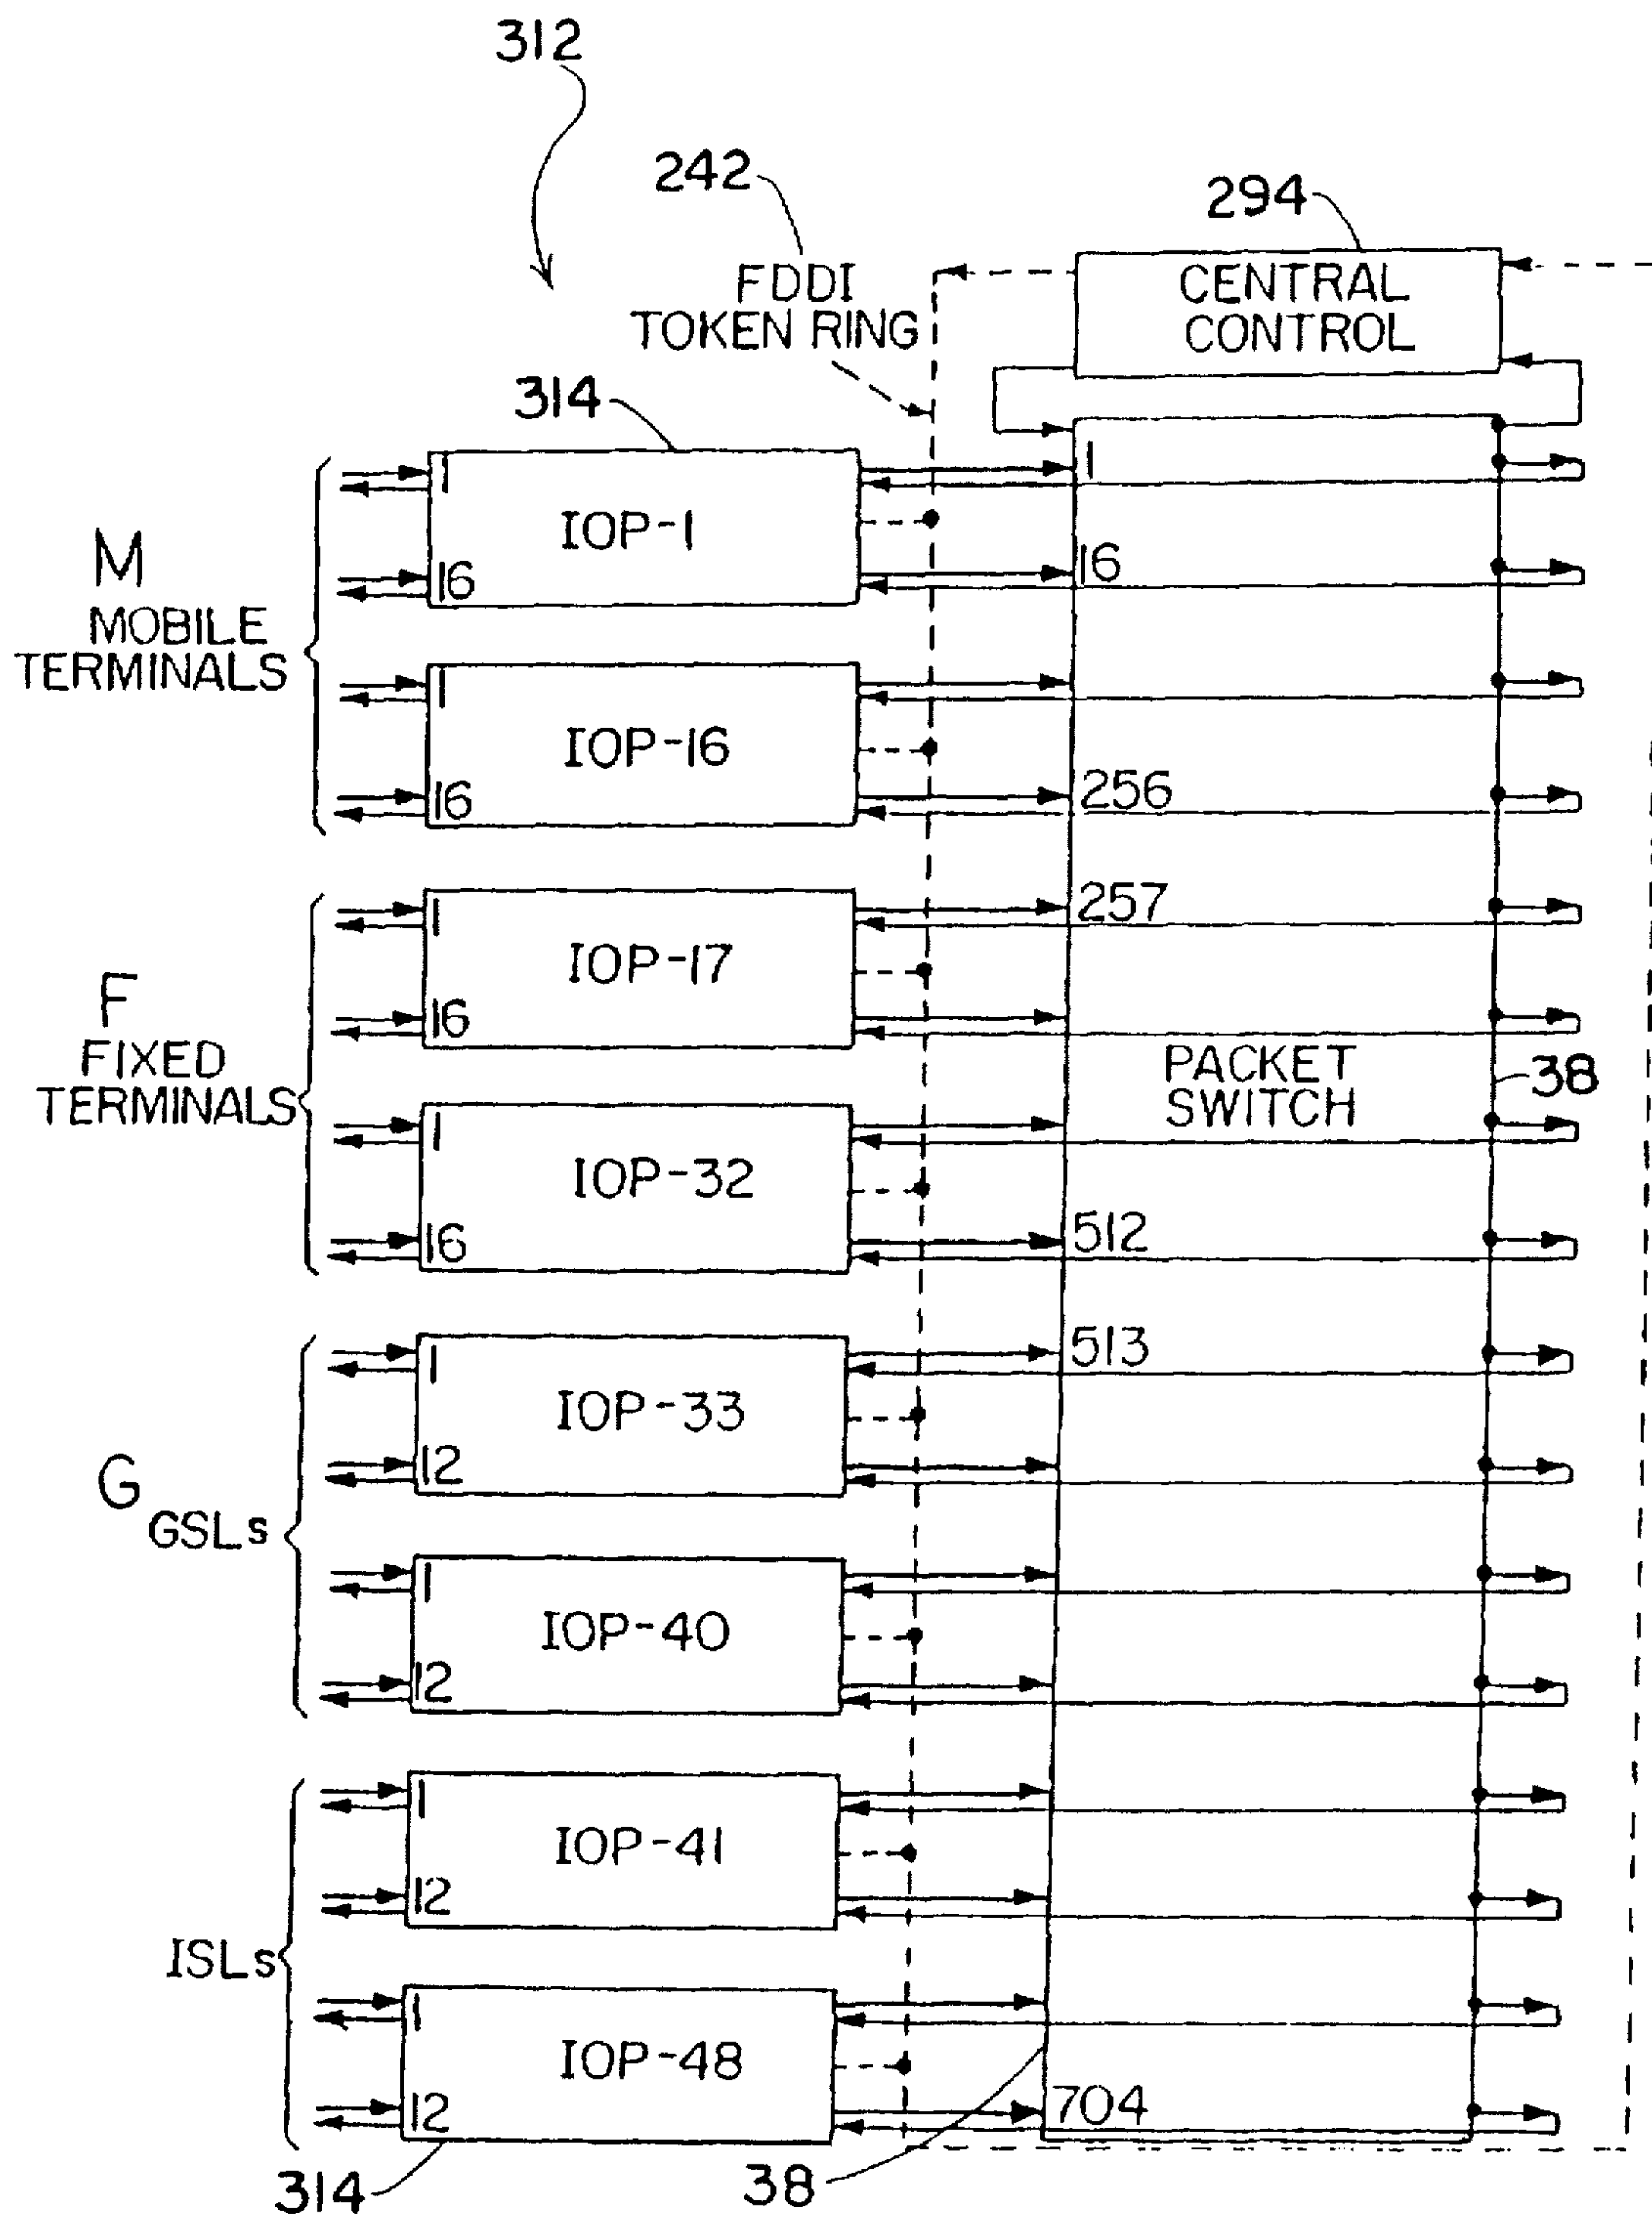 312
242
294
FDDI
TOKEN RING
CENTRAL
CONTROL
314
1
IOP-1
16
1
16
M
MOBILE
TERMINALS
1
IOP-16
16
256
1
IOP-17
16
257
F
FIXED
TERMINALS
PACKET
SWITCH
38
1
IOP-32
16
512
1
IOP-33
12
513
G
GSLs
1
IOP-40
12
1
IOP-41
12
ISLs
1
IOP-48
12
704
314
38